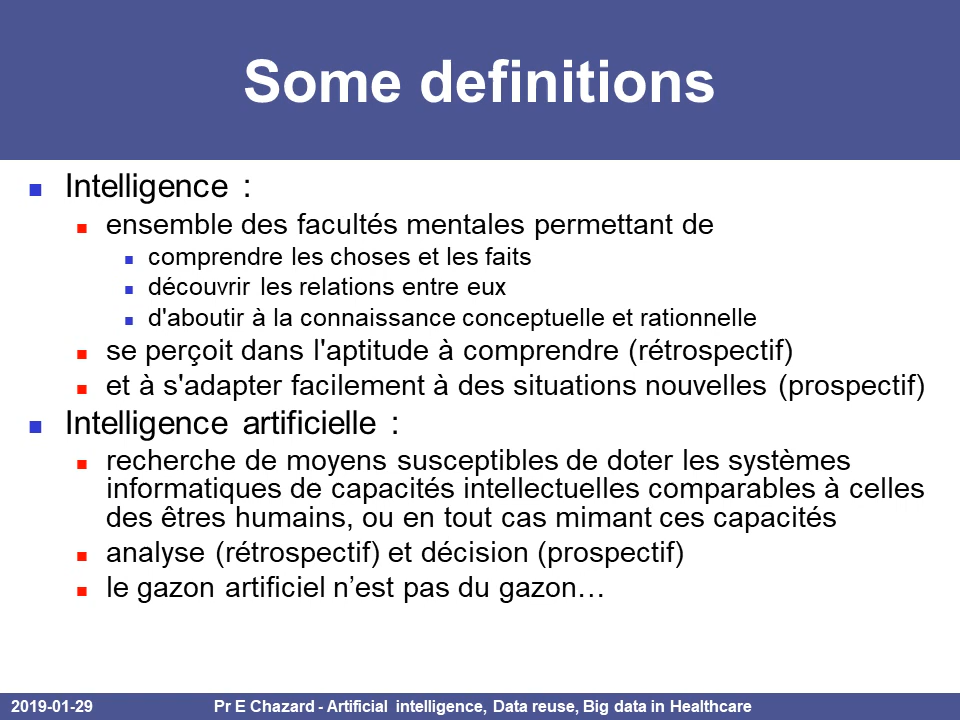 Some definitions
Intelligence :
ensemble des facultés mentales permettant de
comprendre les choses et les faits
découvrir les relations entre eux
d'aboutir à la connaissance conceptuelle et rationnelle
se perçoit dans l'aptitude à comprendre (rétrospectif)
et à s'adapter facilement à des situations nouvelles (prospectif)
Intelligence artificielle :
recherche de moyens susceptibles de doter les systèmes
informatiques de capacités intellectuelles comparables à celles
des êtres humains, ou en tout cas mimant ces capacités
analyse (rétrospectif) et décision (prospectif)
le gazon artificiel n’est pas du gazon…
2019-01-29 Pr E Chazard - Artificial intelligence, Data reuse, Big data in Healthcare